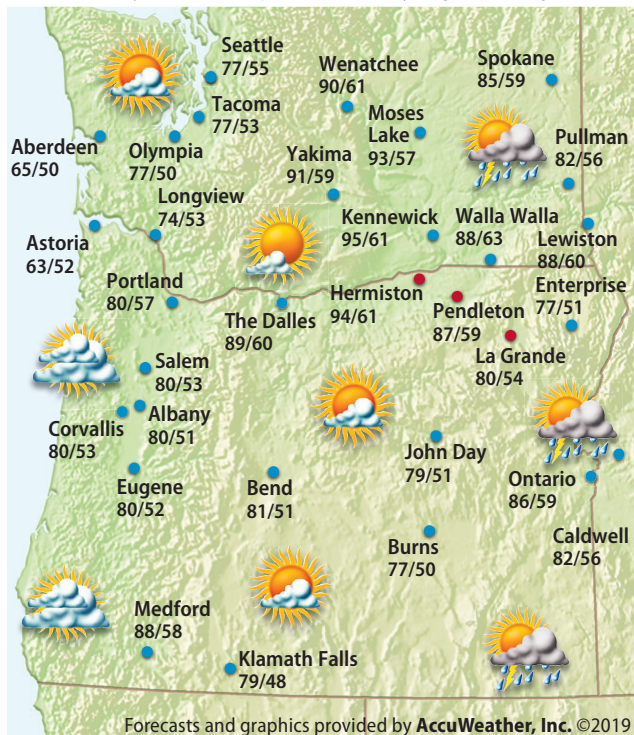 Seattle
77/55
Wenatchee
90/61
Spokane
85/59
Tacoma
77/53
Moses
Lake
93/57
Aberdeen
65/50
Olympia
77/50
Yakima
91/59
Pullman
82/56
Longview
74/53
Kennewick
95/61
Walla Walla
88/63
Lewiston
88/60
Astoria
63/52
Portland
80/57
The Dalles
89/60
Hermiston
94/61
Pendleton
87/59
Enterprise
77/51
La Grande
80/54
Salem
80/53
Albany
80/51
Corvallis
80/53
John Day
79/51
Ontario
86/59
Eugene
80/52
Bend
81/51
Burns
77/50
Caldwell
82/56
Medford
88/58
Klamath Falls
79/48
Forecasts and graphics provided by AccuWeather, Inc. ©2019